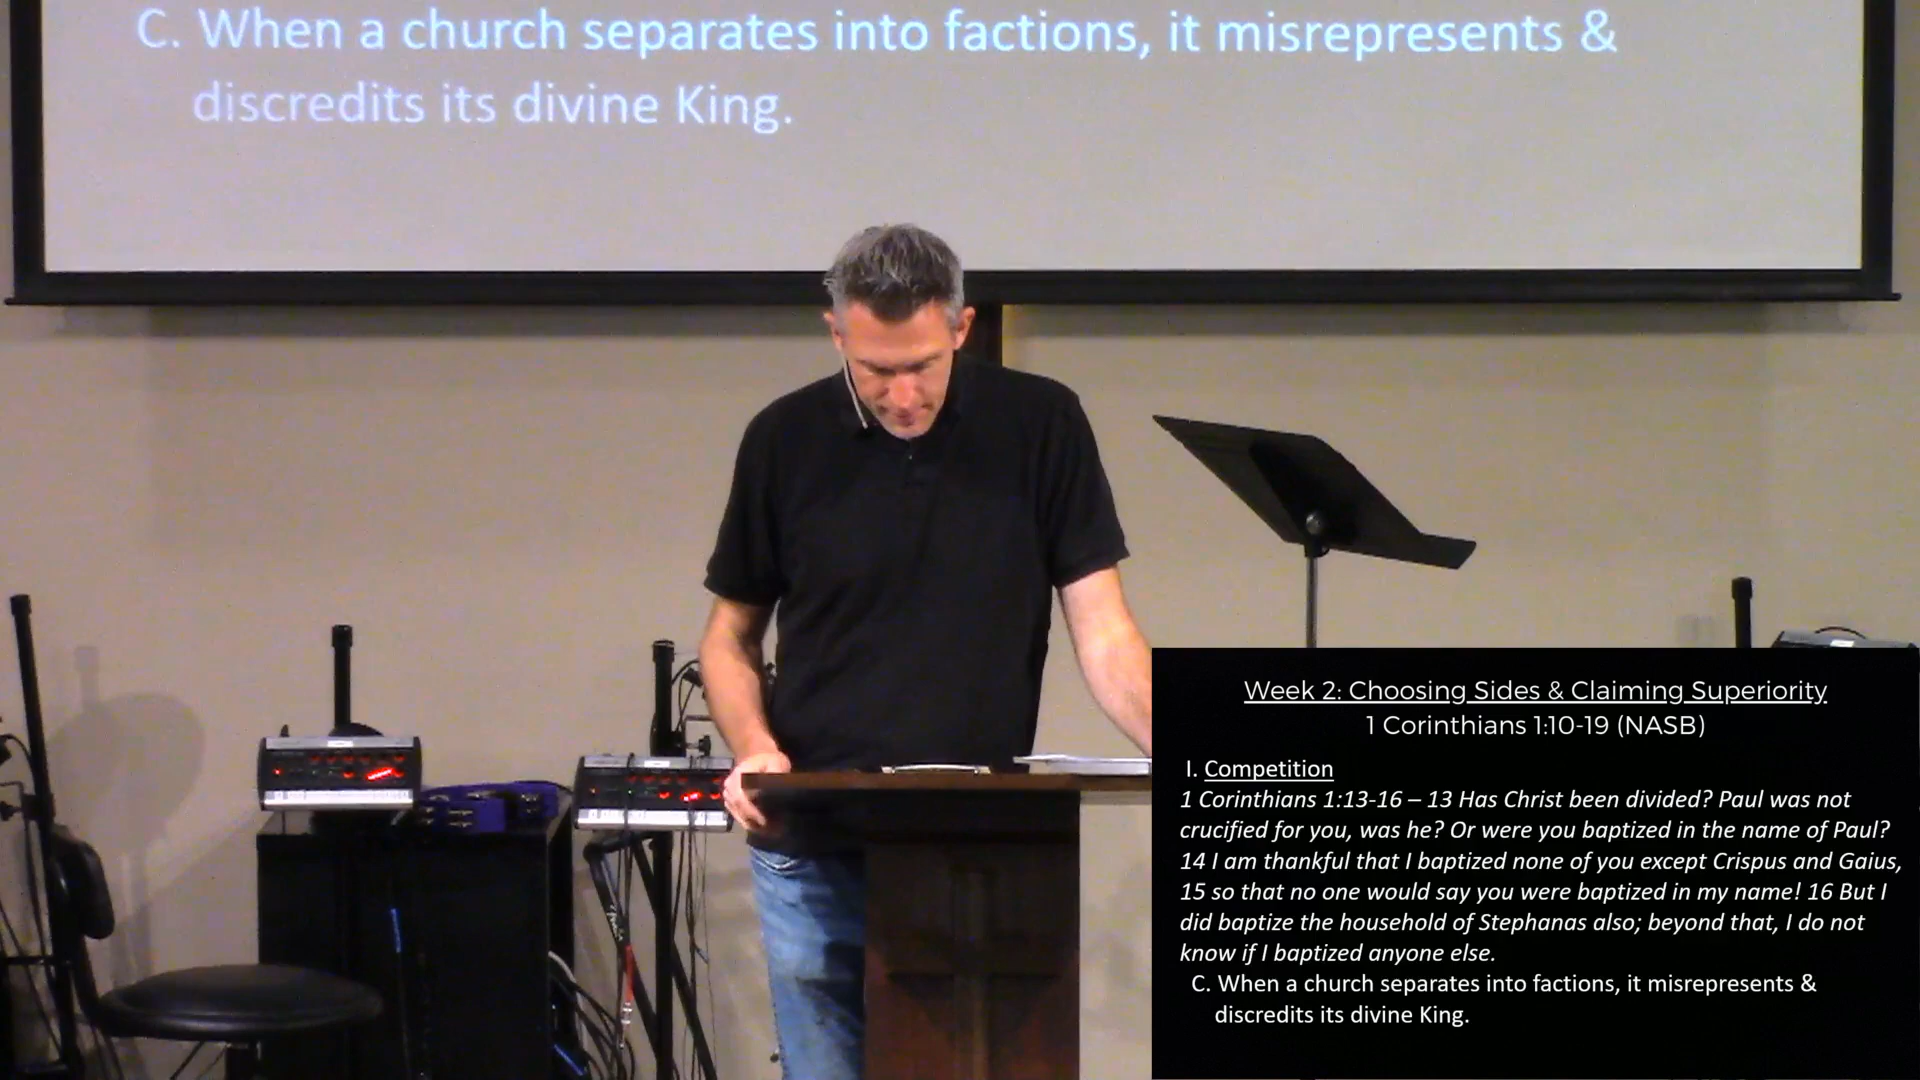 C. When a church separates into factions, it misrepresents &
discredits its divine King.
Week 2: Choosing Sides & Claiming Superiority
1 Corinthians 1:10-19 (NASB)
I. Competition
1 Corinthians 1:13-16 – 13 Has Christ been divided? Paul was not
crucified for you, was he? Or were you baptized in the name of Paul?
14 I am thankful that I baptized none of you except Crispus and Gaius,
15 so that no one would say you were baptized in my name! 16 But I
did baptize the household of Stephanas also; beyond that, I do not
know if I baptized anyone else.
C. When a church separates into factions, it misrepresents &
discredits its divine King.